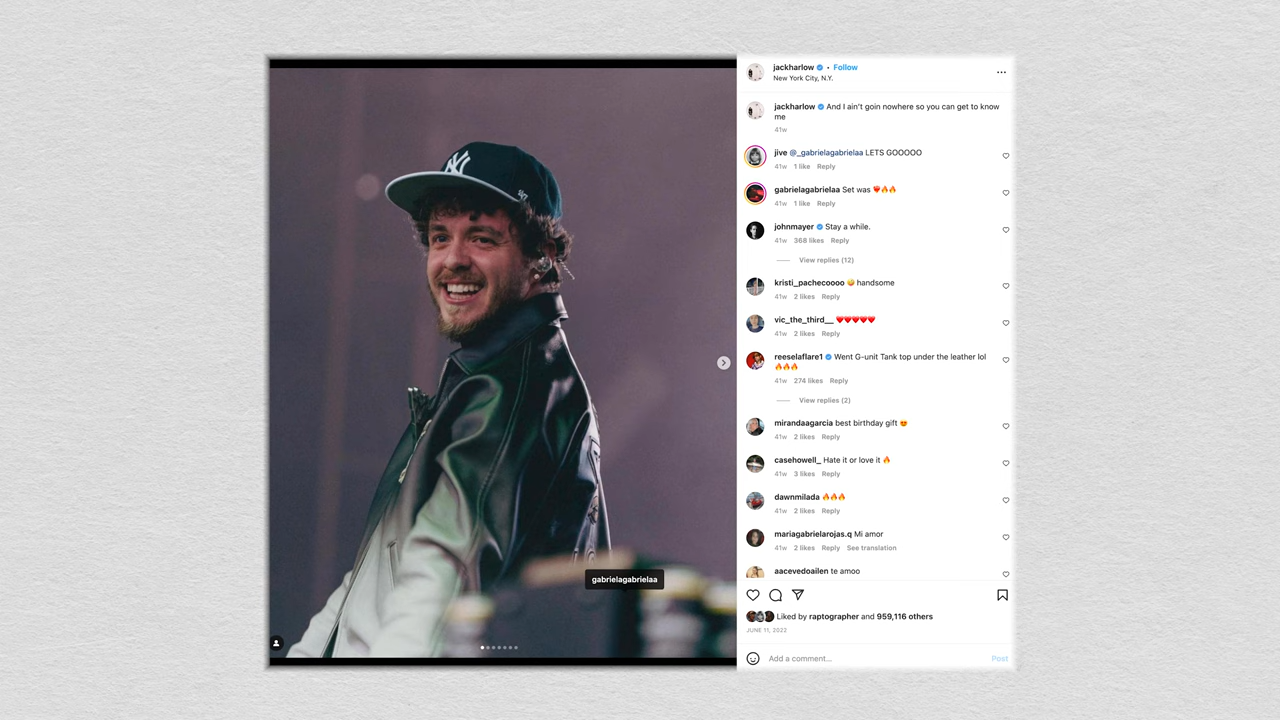 NY
'47
gabrielagabrielaa
jackharlow • Follow
New York City, N.Y.
jackharlow And I ain't goin nowhere so you can get to know
me
41w
jive @_gabrielagabrielaa LETS GOOOOO
41w 1 like Reply
gabrielagabrielaa Set was ❤️‍🔥🔥🔥
41w 1 like Reply
johnmayer Stay a while.
41w 368 likes Reply
View replies (12)
kristi_pachecoooo 🤪 handsome
41w 2 likes Reply
vic_the_third__ ❤️❤️❤️❤️❤️
41w 2 likes Reply
reeselaflare1 Went G-unit Tank top under the leather lol
🔥🔥🔥
41w 274 likes Reply
View replies (2)
mirandaagarcia best birthday gift 😍
41w 2 likes Reply
casehowell_ Hate it or love it 🔥
41w 3 likes Reply
dawnmilada 🔥🔥🔥
41w 2 likes Reply
mariagabrielarojas.q Mi amor
41w 2 likes Reply See translation
aacevedoailen te amoo
Liked by raptographer and 959,116 others
JUNE 11, 2022
Add a comment... Post